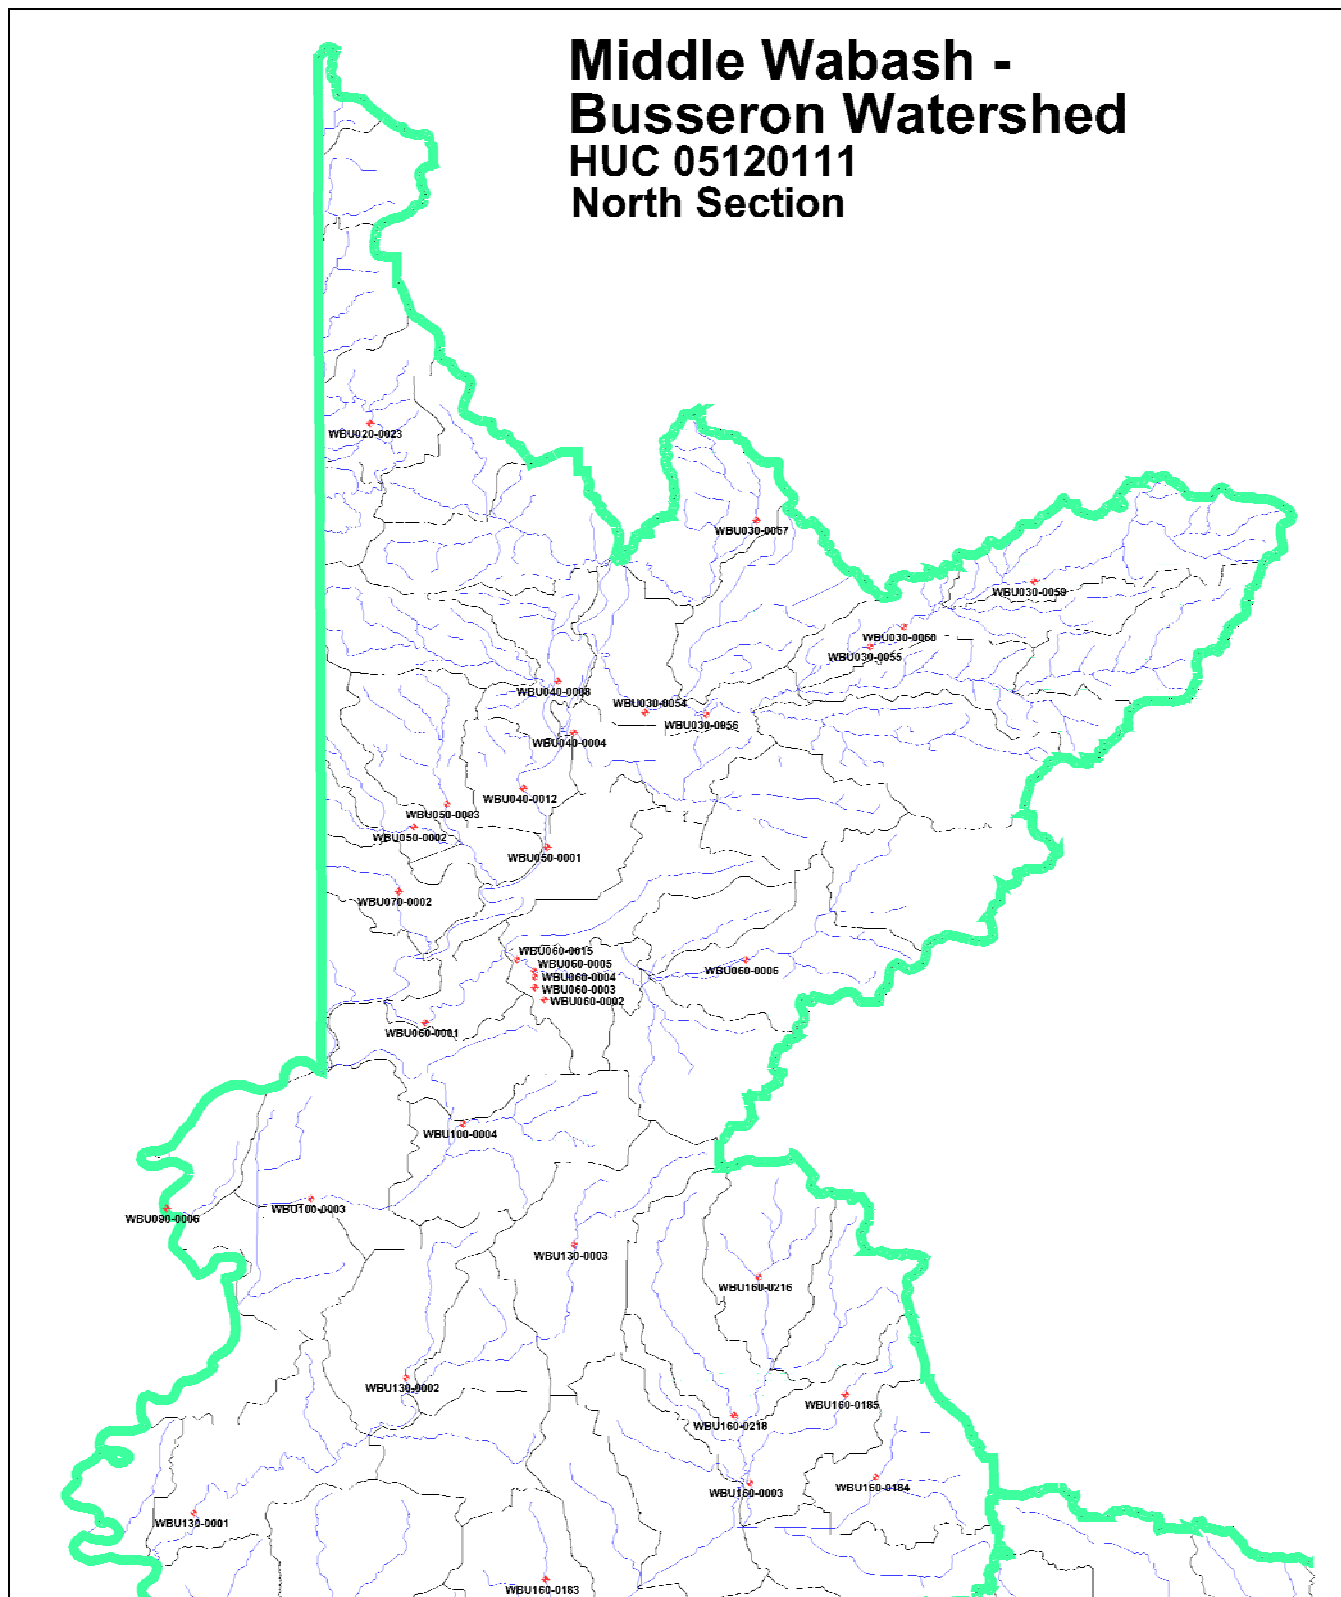 Middle Wabash -
Busseron Watershed
HUC 05120111
North Section
WBU020-0023
WBU030-0057
WBU030-0059
WBU030-0060
WBU030-0055
WBU040-0008
WBU030-0054
WBU030-0056
WBU040-0004
WBU040-0012
WBU050-0003
WBU050-0002
WBU050-0001
WBU070-0002
WBU060-0015
WBU060-0005
WBU060-0006
WBU060-0004
WBU060-0003
WBU060-0002
WBU060-0001
WBU100-0004
WBU100-0003
WBU090-0006
WBU130-0003
WBU160-0216
WBU130-0002
WBU160-0185
WBU160-0218
WBU160-0184
WBU160-0003
WBU130-0001
WBU160-0183